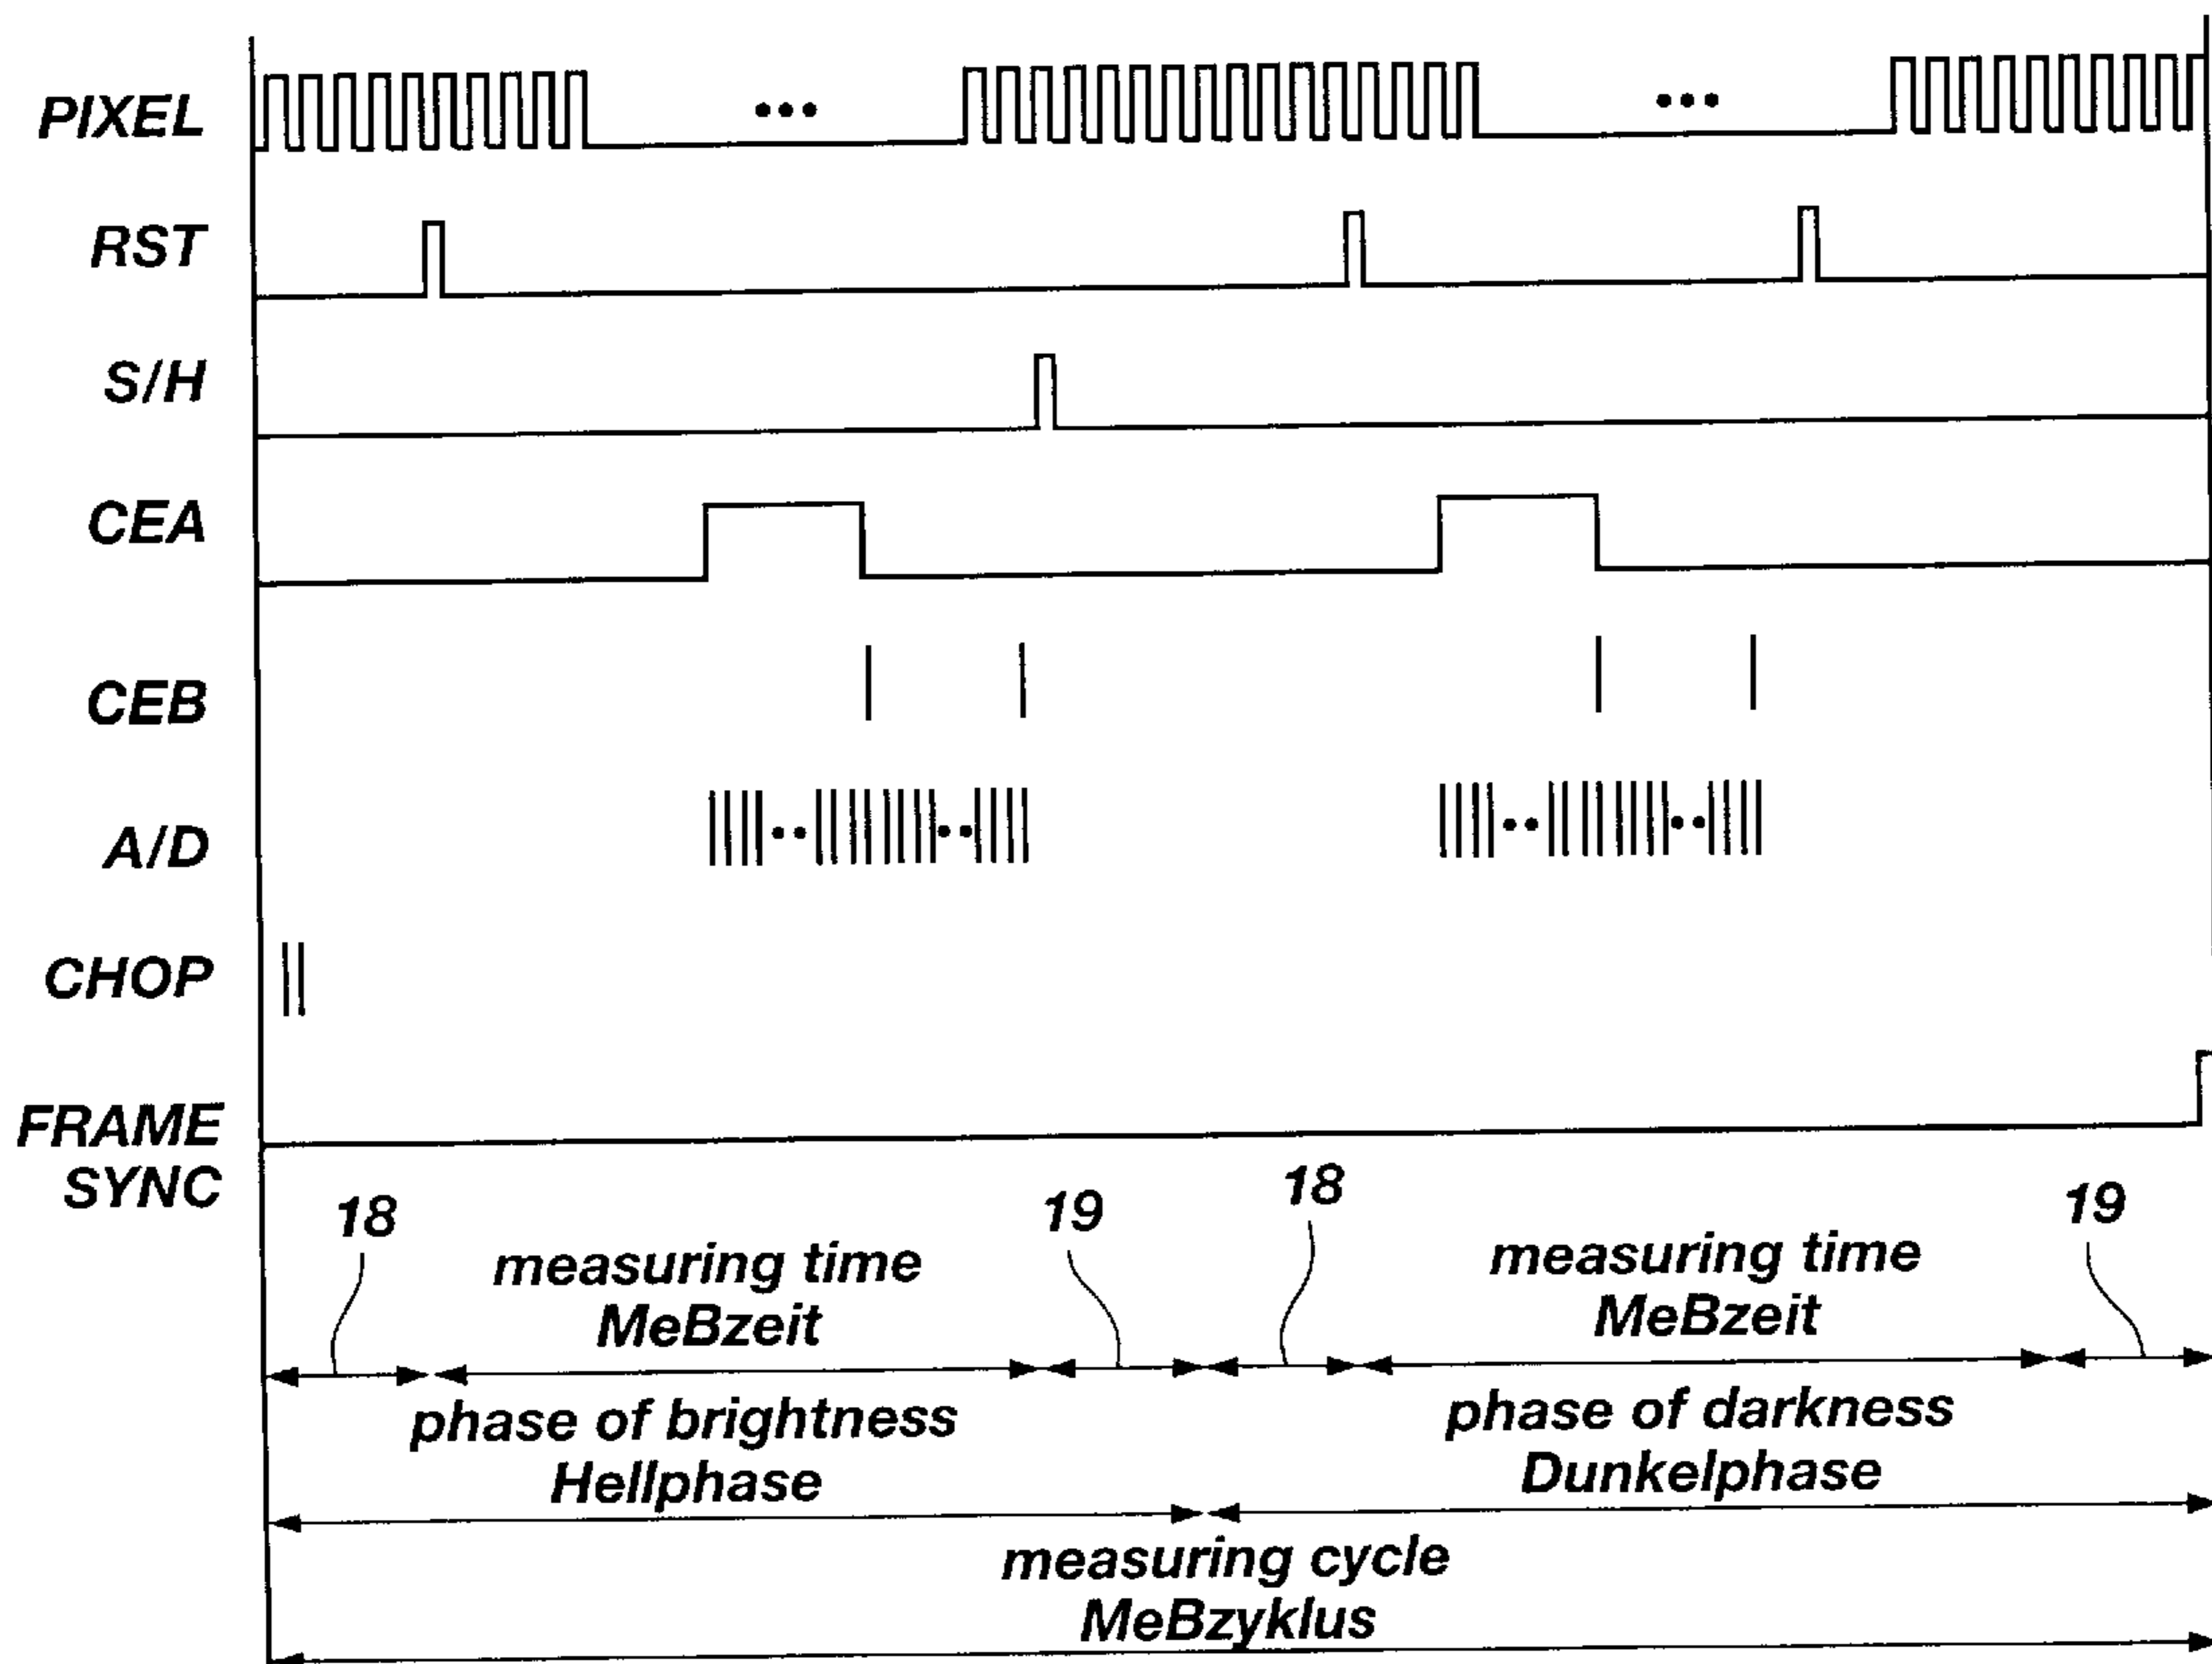 PIXEL
RST
S/H
CEA
CEB
A/D
CHOP
FRAME
SYNC
18
19
18
19
measuring time
MeBzeit
measuring time
MeBzeit
phase of brightness
Hellphase
phase of darkness
Dunkelphase
measuring cycle
MeBzyklus